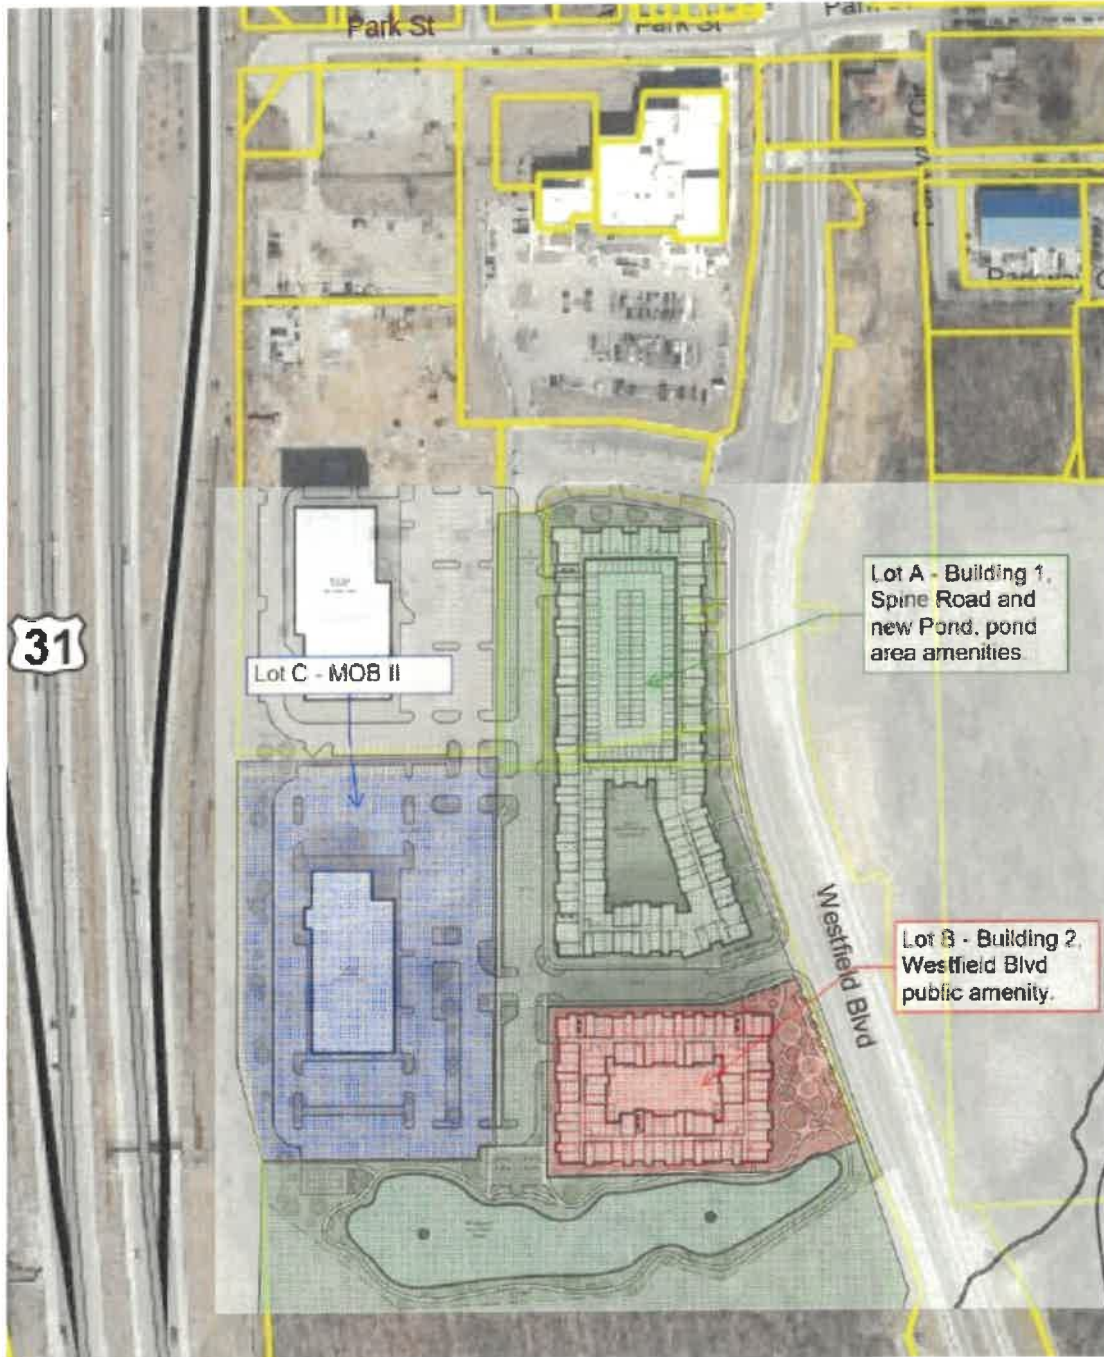 Park St
Park St
31
Lot A - Building 1,
Spine Road and
new Pond, pond
area amenities.
Lot C - MOB II
Westfield Blvd
Lot B - Building 2,
Westfield Blvd
public amenity.